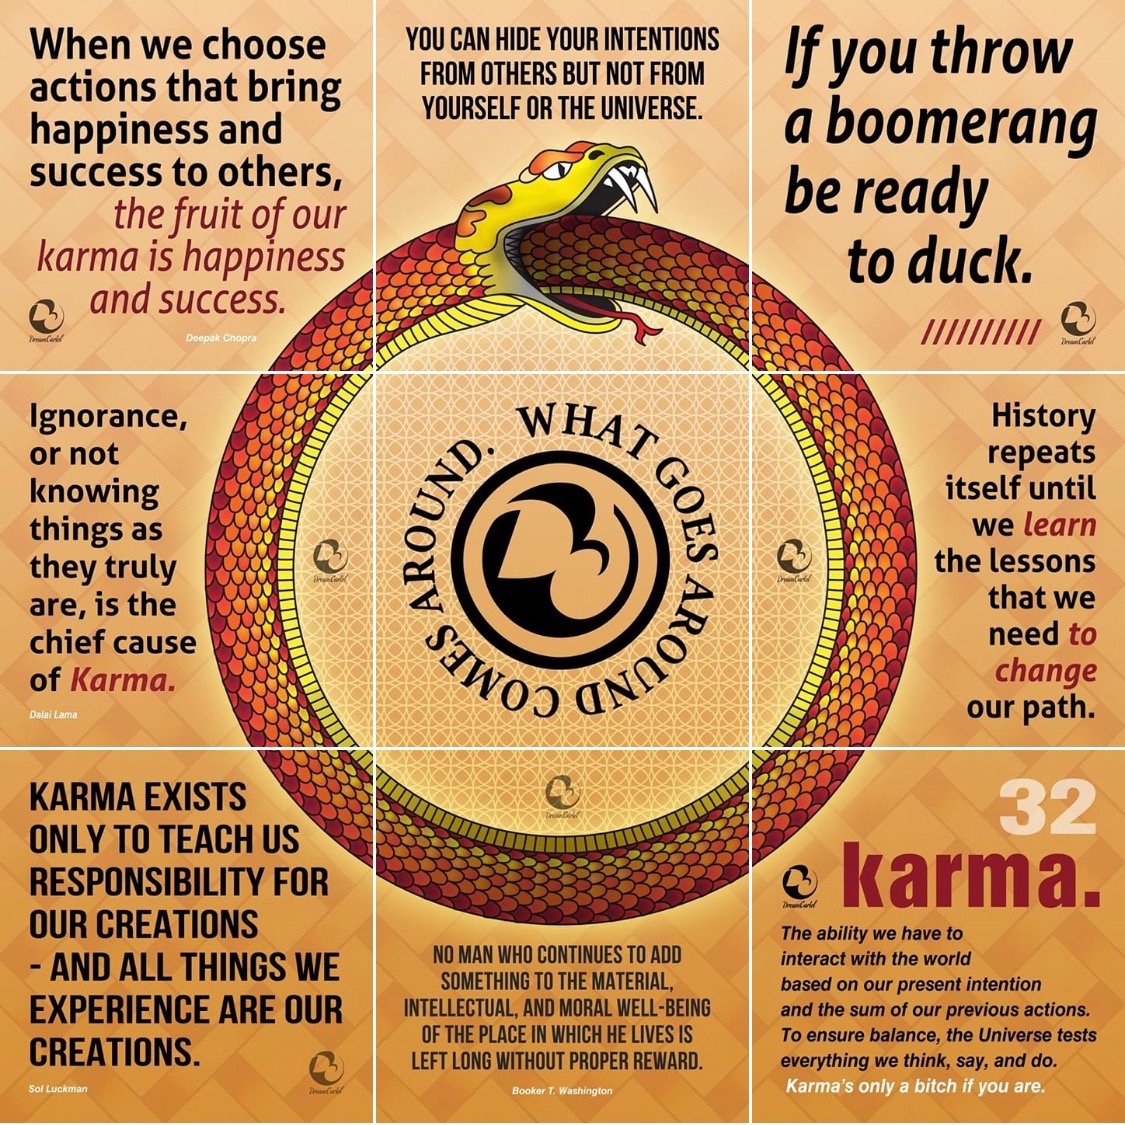 When we choose
actions that bring
happiness and
success to others,
the fruit of our
karma is happiness
and success.
DreamCartel
Deepak Chopra
YOU CAN HIDE YOUR INTENTIONS
FROM OTHERS BUT NOT FROM
YOURSELF OR THE UNIVERSE.
If you throw
a boomerang
be ready
to duck.
DreamCartel
Ignorance,
or not
knowing
things as
they truly
are, is the
chief cause
of Karma.
Dalai Lama
DreamCartel
WHAT GOES AROUND COMES AROUND.
DreamCartel
History
repeats
itself until
we learn
the lessons
that we
need to
change
our path.
KARMA EXISTS
ONLY TO TEACH US
RESPONSIBILITY FOR
OUR CREATIONS
- AND ALL THINGS WE
EXPERIENCE ARE OUR
CREATIONS.
Sol Luckman
DreamCartel
DreamCartel
NO MAN WHO CONTINUES TO ADD
SOMETHING TO THE MATERIAL,
INTELLECTUAL, AND MORAL WELL-BEING
OF THE PLACE IN WHICH HE LIVES IS
LEFT LONG WITHOUT PROPER REWARD.
Booker T. Washington
32
karma.
DreamCartel
The ability we have to
interact with the world
based on our present intention
and the sum of our previous actions.
To ensure balance, the Universe tests
everything we think, say, and do.
Karma's only a bitch if you are.